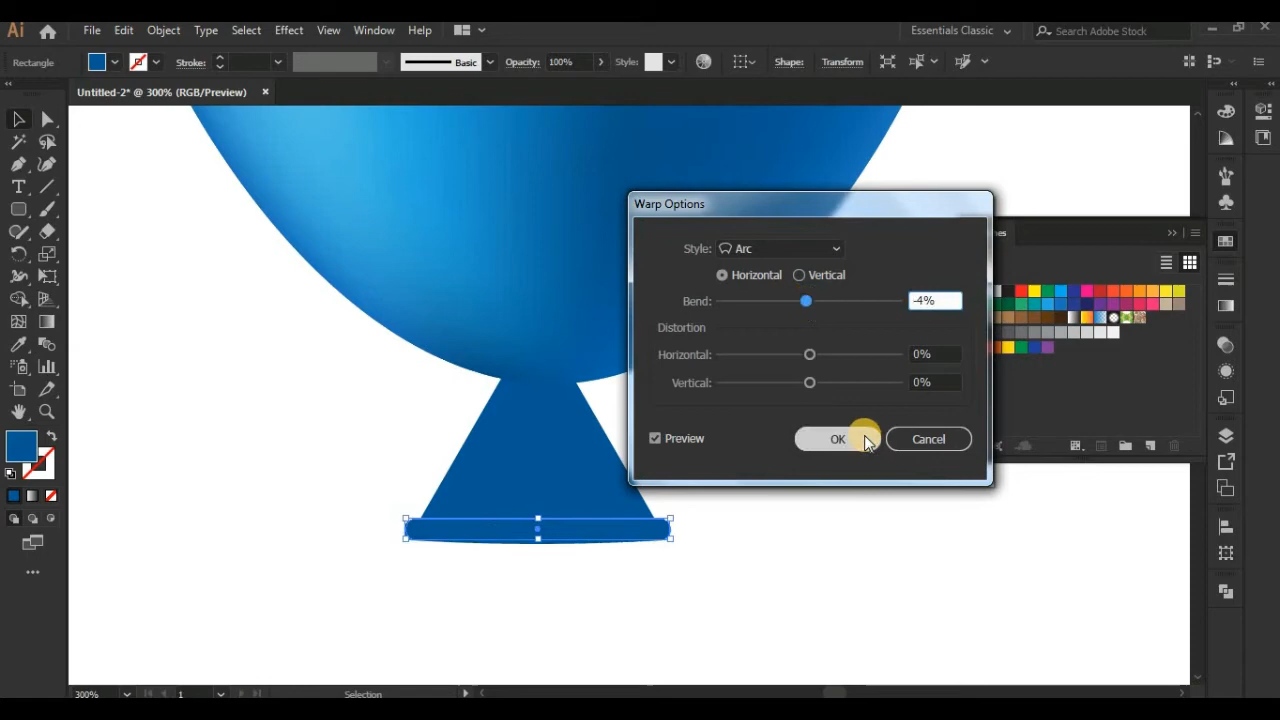 Ai File Edit Object Type Select Effect View Window Help Essentials Classic Search Adobe Stock
Rectangle Stroke: Basic Opacity: 100% Style: Shape: Transform
Untitled-2* @ 300% (RGB/Preview) ×
Warp Options
Style: Arc
Horizontal Vertical
Bend: -4%
Distortion
Horizontal: 0%
Vertical: 0%
Preview OK Cancel
300% 1 Selection